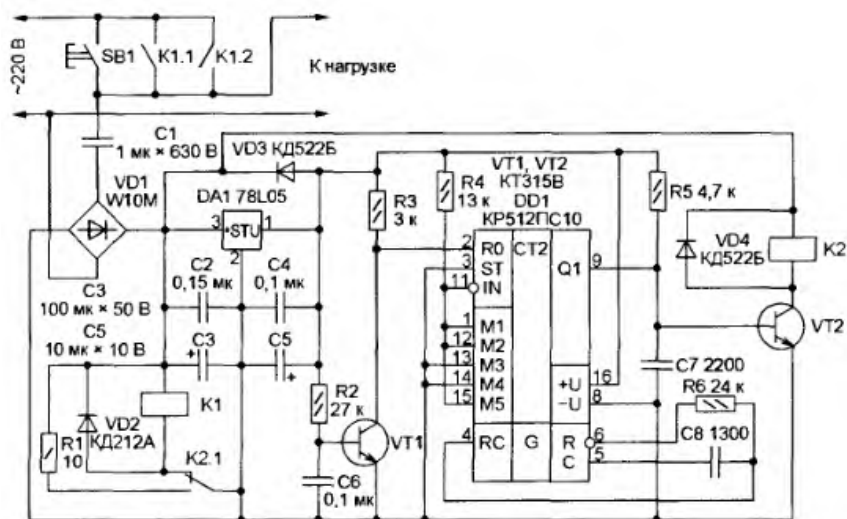 ~220 В
SB1
K1.1
K1.2
К нагрузке
C1
1 мк × 630 В
VD1
W10M
VD3 КД522Б
DA1 78L05
3
STU
1
2
C2
0,15 мк
C4
0,1 мк
C3
100 мк × 50 В
C5
10 мк × 10 В
C3
+
C5
+
K1
R1
10
VD2
КД212А
K2.1
R2
27 к
C6
0,1 мк
VT1
R3
3 к
R4
13 к
VT1, VT2
КТ315В
DD1
КР512ПС10
2
3
11
1
12
13
14
15
4
R0
ST
IN
M1
M2
M3
M4
M5
RC
CT2
G
Q1
+U
−U
R
C
9
16
8
6
5
R5 4,7 к
VD4
КД522Б
K2
VT2
C7 2200
R6 24 к
C8 1300